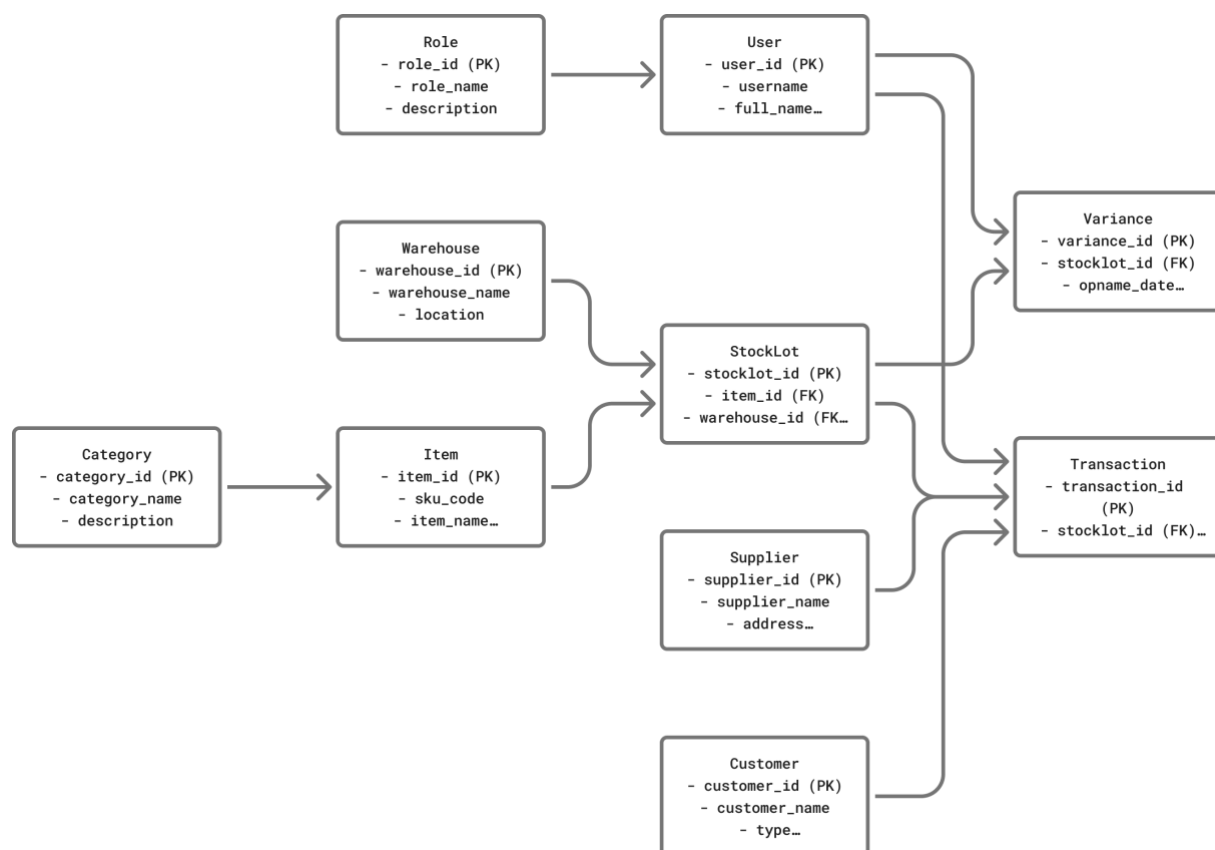 Role
- role_id (PK)
- role_name
- description
User
- user_id (PK)
- username
- full_name…
Variance
- variance_id (PK)
- stocklot_id (FK)
- opname_date…
Warehouse
- warehouse_id (PK)
- warehouse_name
- location
StockLot
- stocklot_id (PK)
- item_id (FK)
- warehouse_id (FK…
Category
- category_id (PK)
- category_name
- description
Item
- item_id (PK)
- sku_code
- item_name…
Transaction
- transaction_id
(PK)
- stocklot_id (FK)…
Supplier
- supplier_id (PK)
- supplier_name
- address…
Customer
- customer_id (PK)
- customer_name
- type…